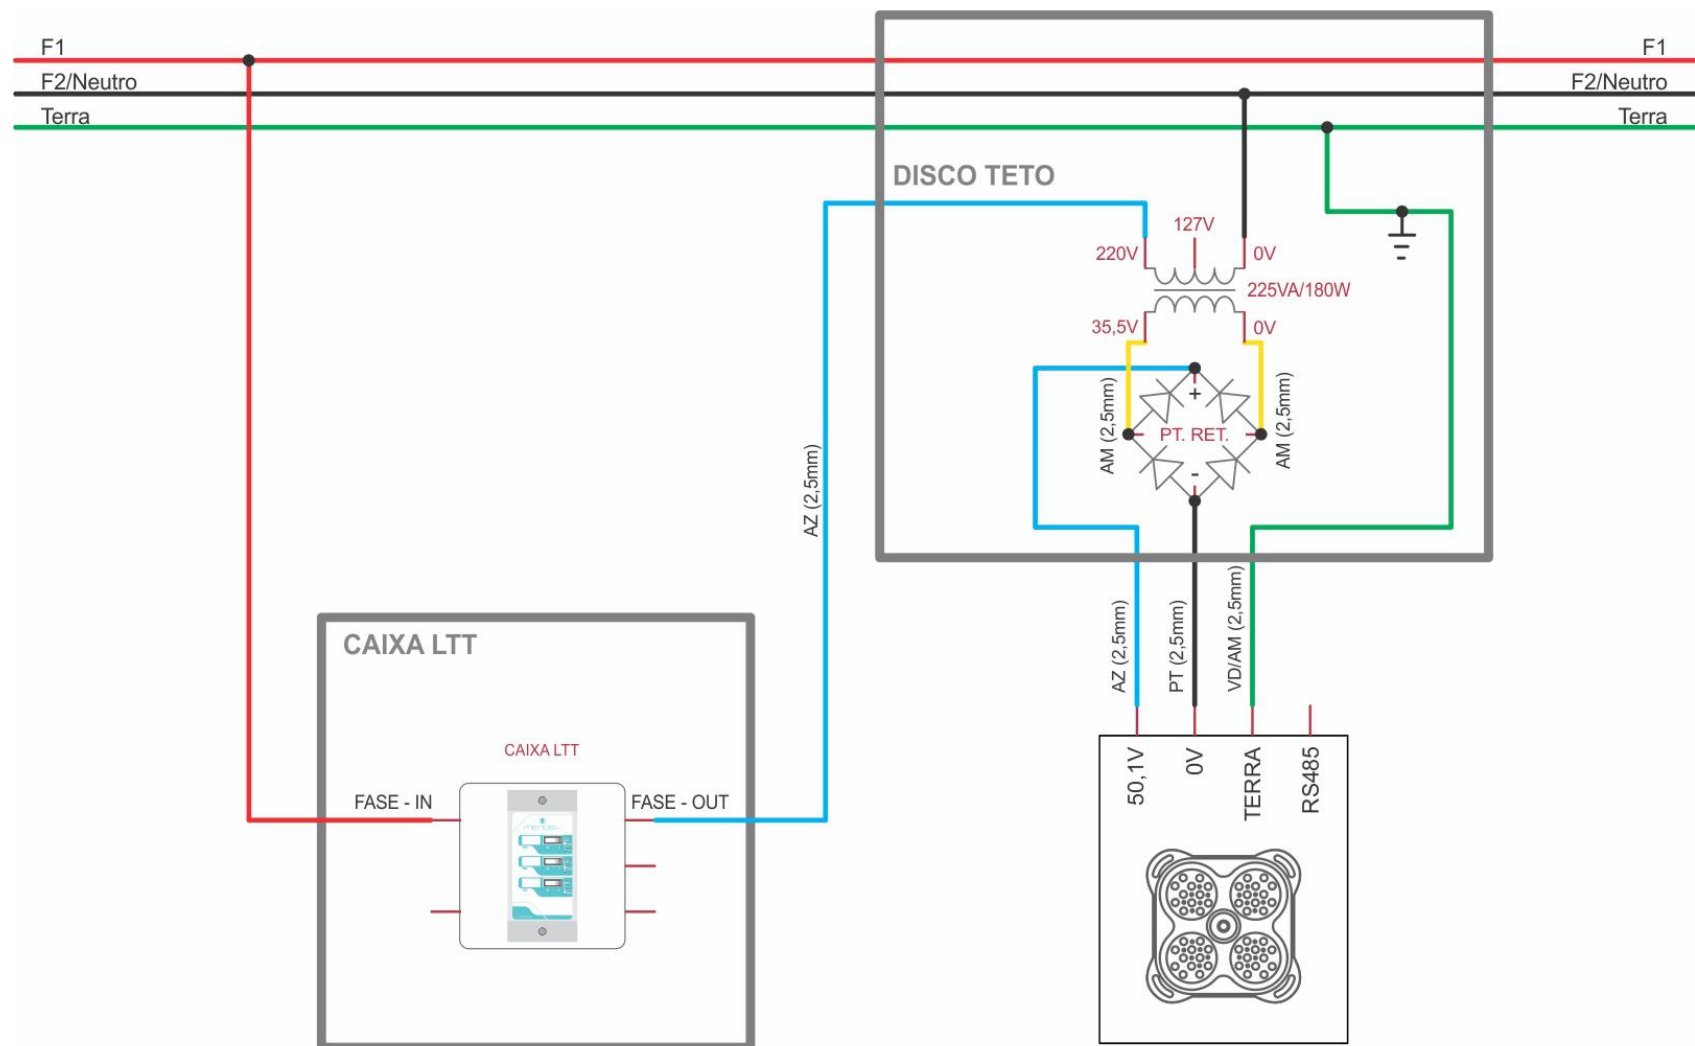 F1
F1
F2/Neutro
F2/Neutro
Terra
Terra
DISCO TETO
127V
220V
0V
225VA/180W
35,5V
0V
AM (2,5mm)
+
AM (2,5mm)
PT. RET.
-
AZ (2,5mm)
AZ (2,5mm)
PT (2,5mm)
VD/AM (2,5mm)
CAIXA LTT
CAIXA LTT
50,1V
0V
TERRA
RS485
FASE - IN
FASE - OUT